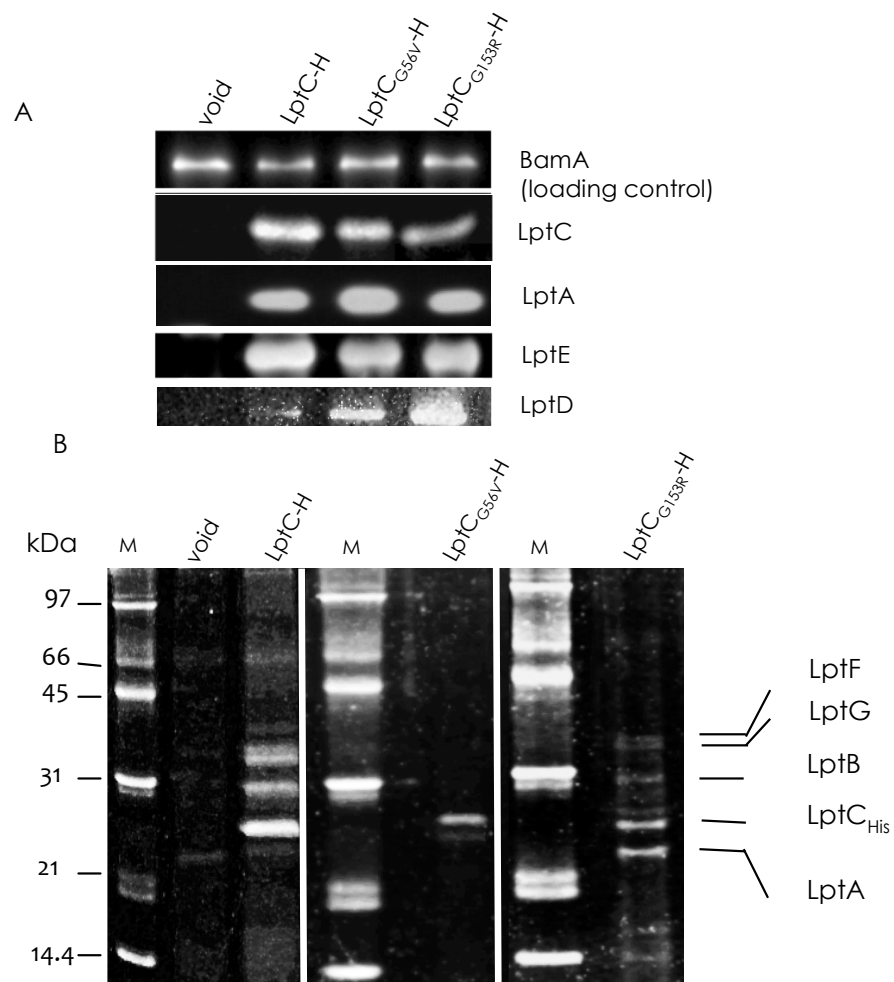 A
void
LptC-H
LptCG56V-H
LptCG153R-H
BamA
(loading control)
LptC
LptA
LptE
LptD
B
kDa
M
void
LptC-H
M
LptCG56V-H
M
LptCG153R-H
97
66
45
31
21
14.4
LptF
LptG
LptB
LptCHis
LptA